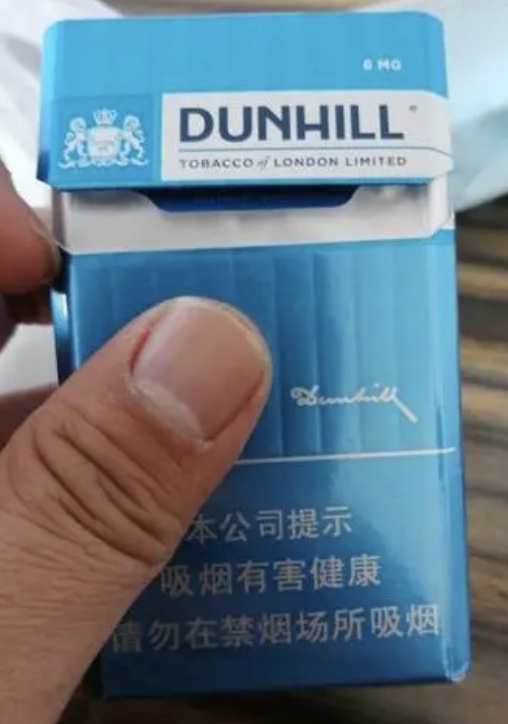 6 MG
DUNHILL
TOBACCO of LONDON LIMITED
Dunhill
本公司提示
吸烟有害健康
请勿在禁烟场所吸烟